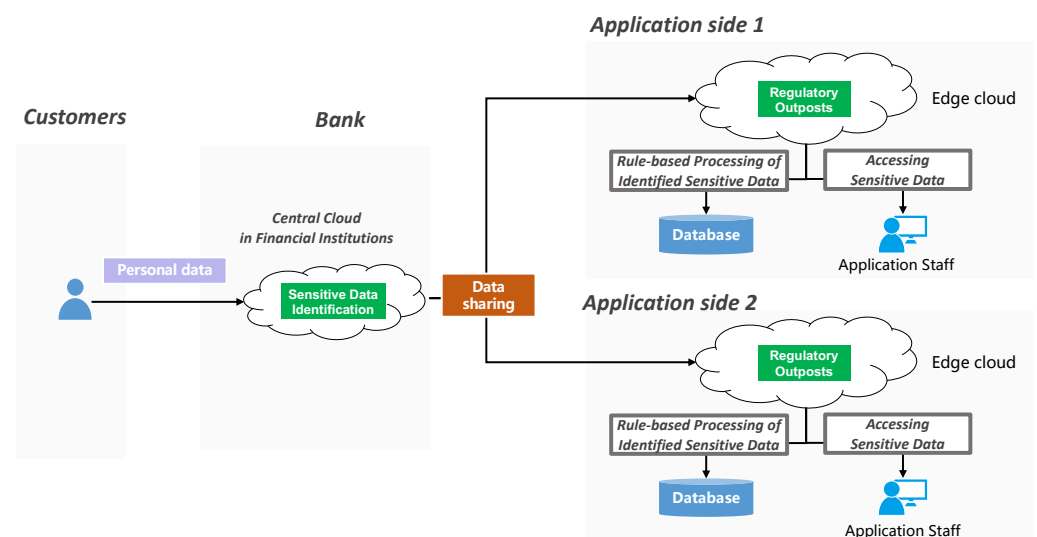 Customers
Bank
Personal data
Central Cloud
in Financial Institutions
Sensitive Data
Identification
Data
sharing
Application side 1
Regulatory
Outposts
Edge cloud
Rule-based Processing of
Identified Sensitive Data
Accessing
Sensitive Data
Database
Application Staff
Application side 2
Regulatory
Outposts
Edge cloud
Rule-based Processing of
Identified Sensitive Data
Accessing
Sensitive Data
Database
Application Staff